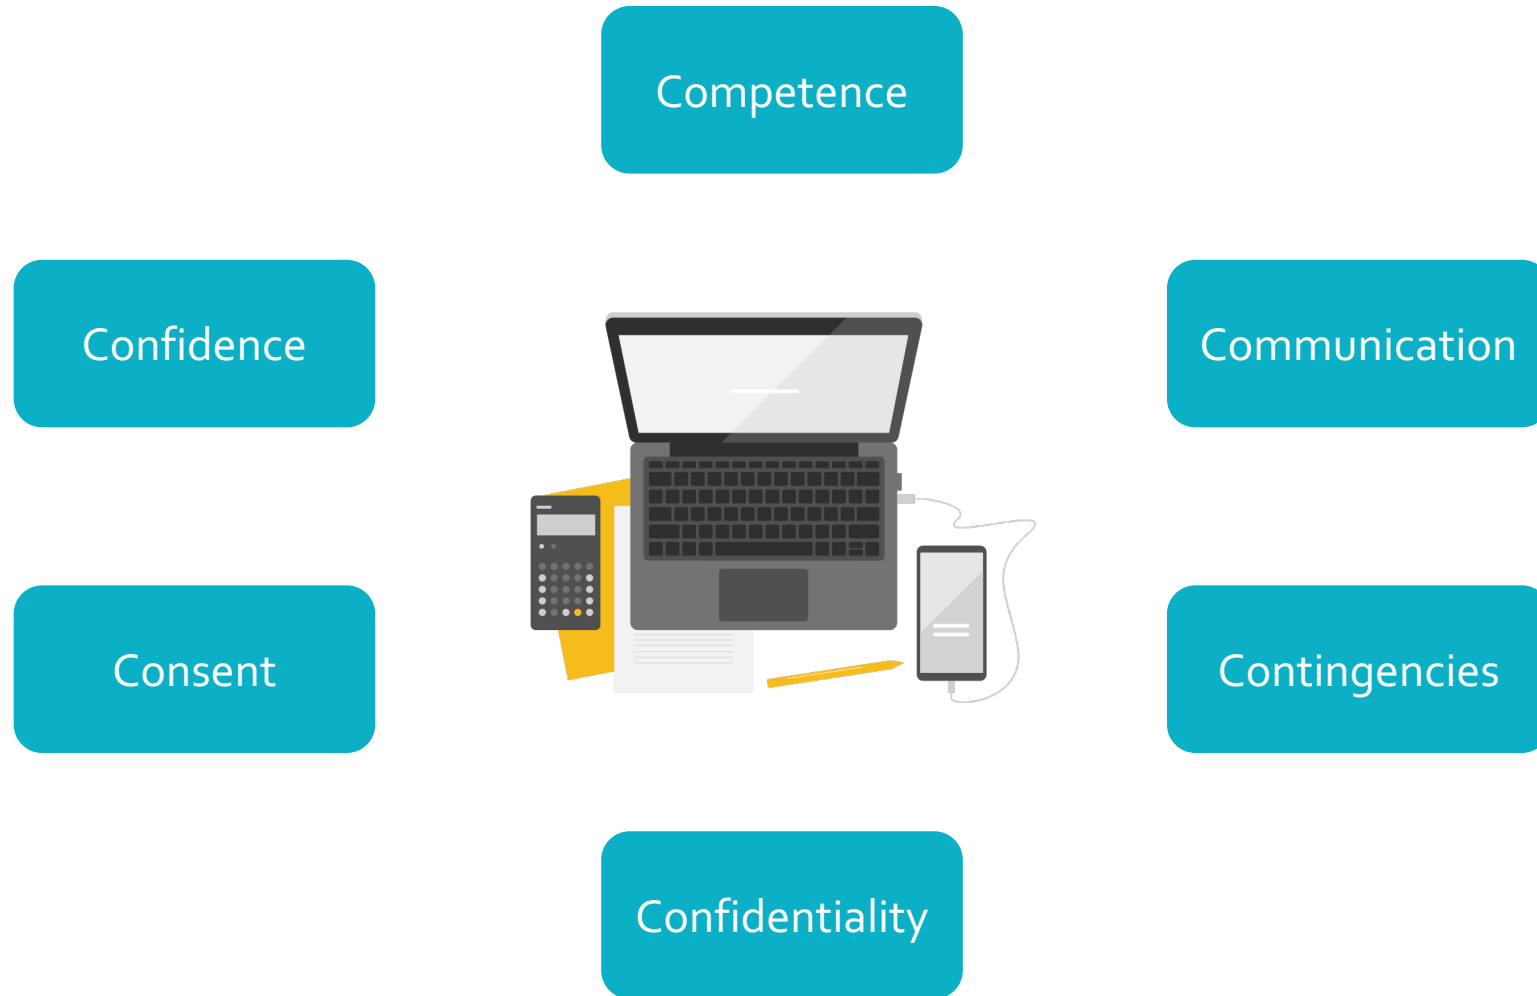 Competence
Confidence
Communication
Consent
Contingencies
Confidentiality